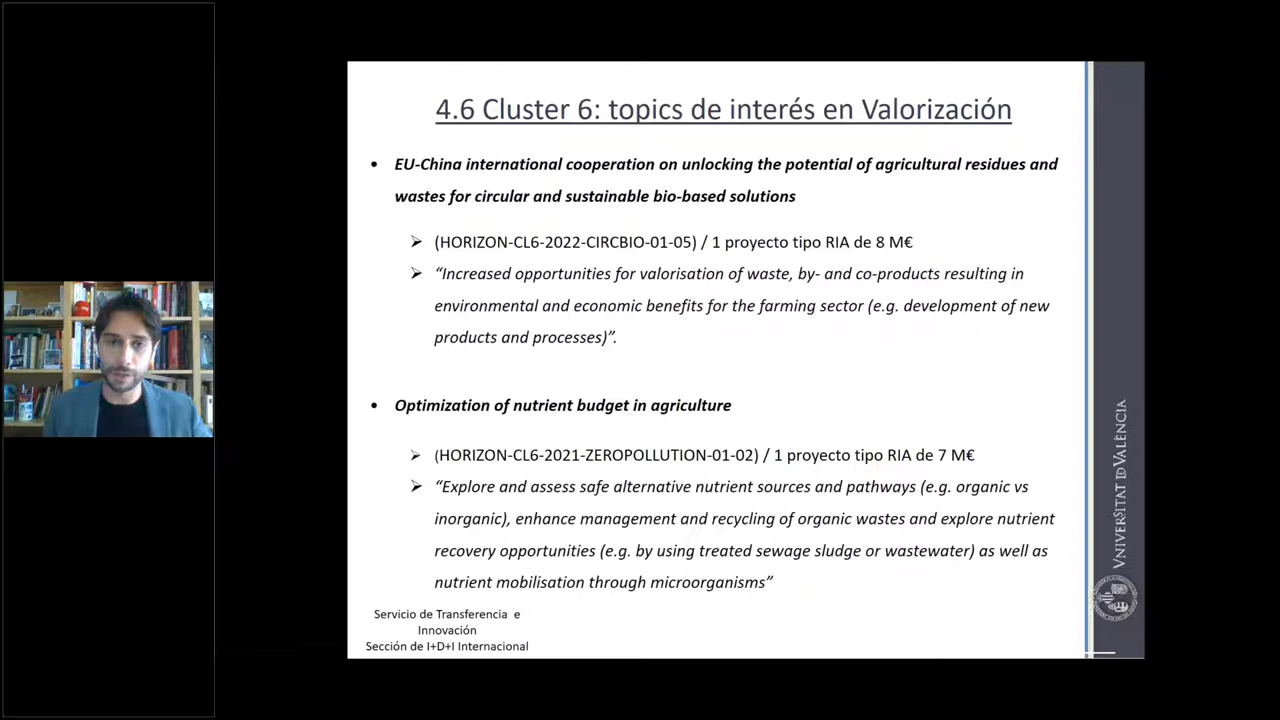 4.6 Cluster 6: topics de interés en Valorización
• EU-China international cooperation on unlocking the potential of agricultural residues and
wastes for circular and sustainable bio-based solutions
➢ (HORIZON-CL6-2022-CIRCBIO-01-05) / 1 proyecto tipo RIA de 8 M€
➢ “Increased opportunities for valorisation of waste, by- and co-products resulting in
environmental and economic benefits for the farming sector (e.g. development of new
products and processes)”.
• Optimization of nutrient budget in agriculture
➢ (HORIZON-CL6-2021-ZEROPOLLUTION-01-02) / 1 proyecto tipo RIA de 7 M€
➢ “Explore and assess safe alternative nutrient sources and pathways (e.g. organic vs
inorganic), enhance management and recycling of organic wastes and explore nutrient
recovery opportunities (e.g. by using treated sewage sludge or wastewater) as well as
nutrient mobilisation through microorganisms”
Servicio de Transferencia e
Innovación
Sección de I+D+I Internacional
VNIVERSITAT D VALÈNCIA